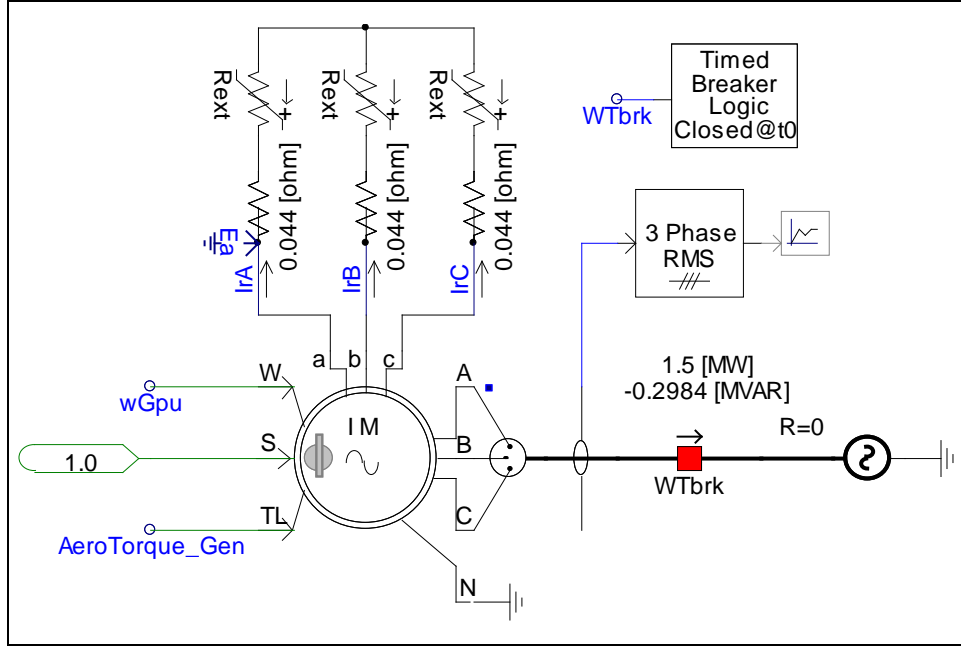 Rext
Rext
Rext
+
+
+
0.044 [ohm]
0.044 [ohm]
0.044 [ohm]
Ea
IrA
IrB
IrC
Timed
Breaker
Logic
Closed@t0
WTbrk
3 Phase
RMS
a
b
c
W
wGpu
S
1.0
TL
AeroTorque_Gen
I M
A
B
C
N
1.5 [MW]
-0.2984 [MVAR]
R=0
WTbrk